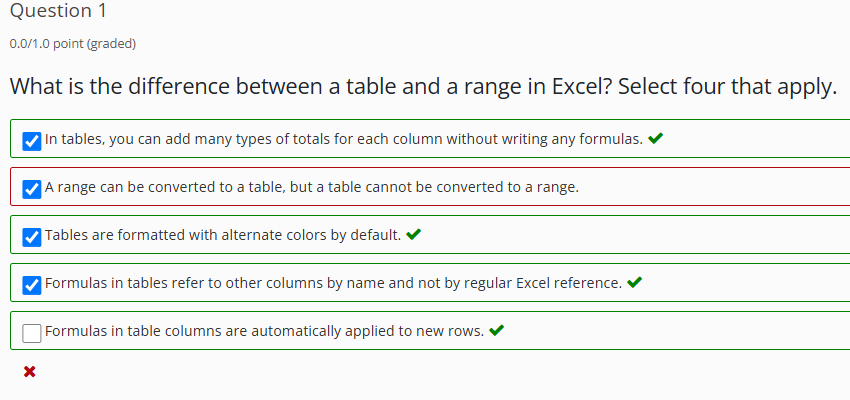 Question 1
0.0/1.0 point (graded)
What is the difference between a table and a range in Excel? Select four that apply.
In tables, you can add many types of totals for each column without writing any formulas.
A range can be converted to a table, but a table cannot be converted to a range.
Tables are formatted with alternate colors by default.
Formulas in tables refer to other columns by name and not by regular Excel reference.
Formulas in table columns are automatically applied to new rows.